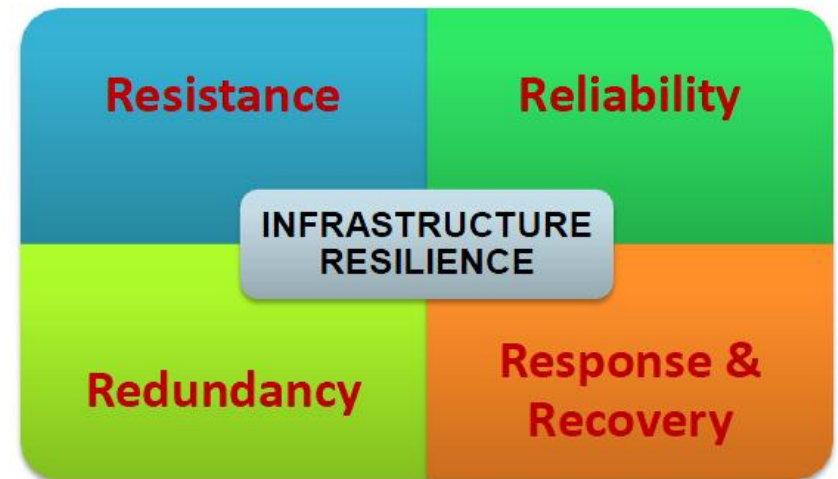 Resistance
Reliability
INFRASTRUCTURE
RESILIENCE
Redundancy
Response &
Recovery